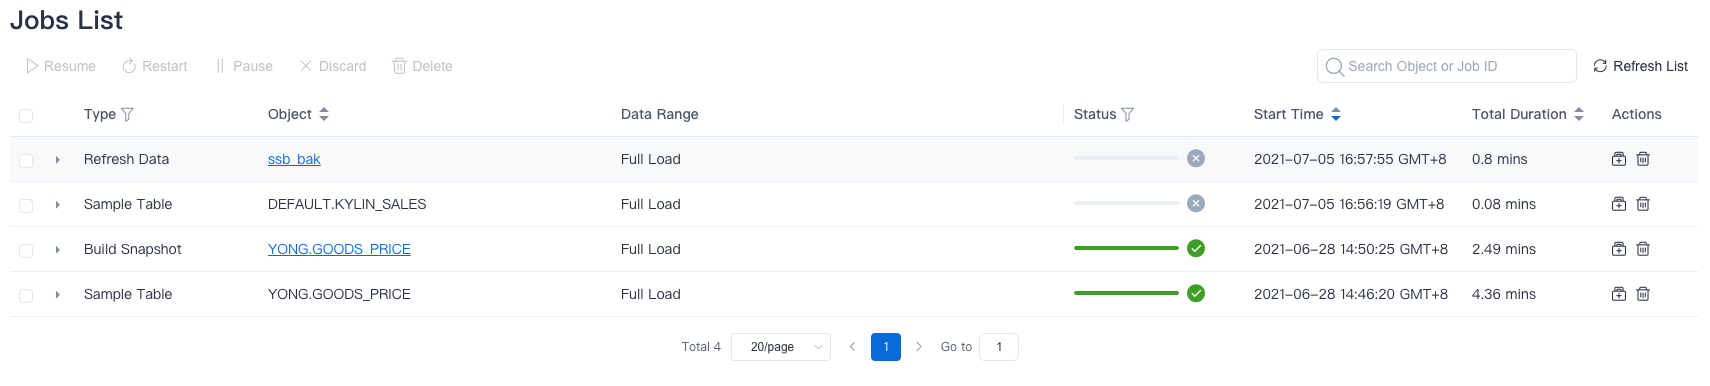 Jobs List
Resume Restart Pause Discard Delete Search Object or Job ID Refresh List
Type Object Data Range Status Start Time Total Duration Actions
Refresh Data ssb_bak Full Load 2021-07-05 16:57:55 GMT+8 0.8 mins
Sample Table DEFAULT.KYLIN_SALES Full Load 2021-07-05 16:56:19 GMT+8 0.08 mins
Build Snapshot YONG.GOODS_PRICE Full Load 2021-06-28 14:50:25 GMT+8 2.49 mins
Sample Table YONG.GOODS_PRICE Full Load 2021-06-28 14:46:20 GMT+8 4.36 mins
Total 4 20/page 1 Go to 1